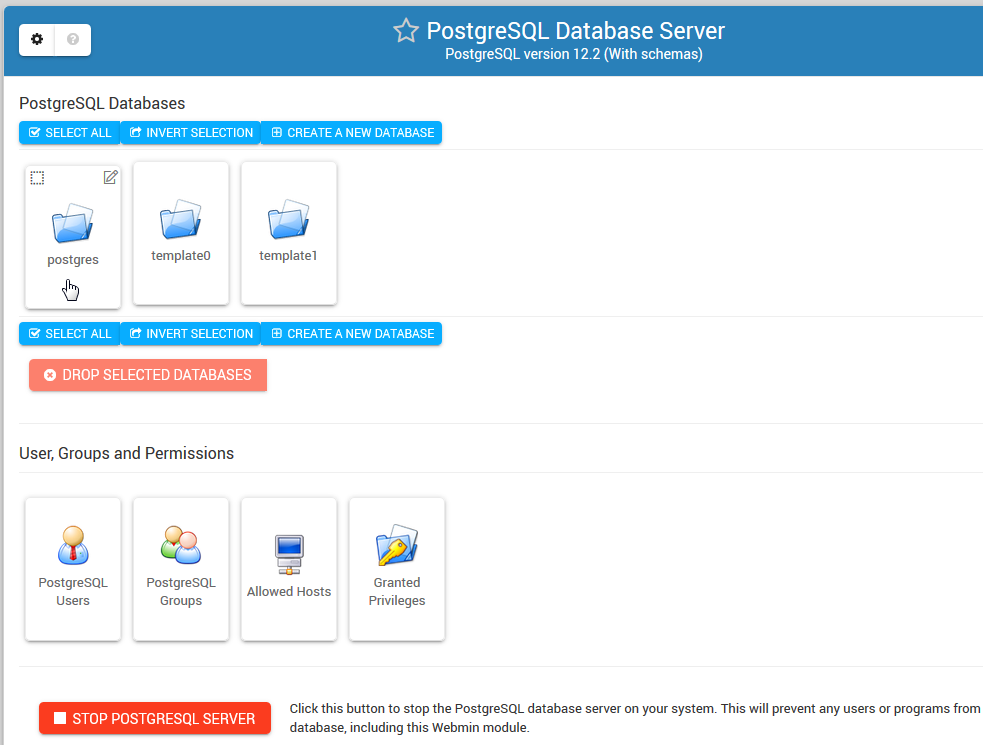 PostgreSQL Database Server
PostgreSQL version 12.2 (With schemas)
PostgreSQL Databases
SELECT ALL INVERT SELECTION CREATE A NEW DATABASE
postgres template0 template1
SELECT ALL INVERT SELECTION CREATE A NEW DATABASE
DROP SELECTED DATABASES
User, Groups and Permissions
PostgreSQL Users
PostgreSQL Groups
Allowed Hosts
Granted Privileges
STOP POSTGRESQL SERVER
Click this button to stop the PostgreSQL database server on your system. This will prevent any users or programs from
database, including this Webmin module.